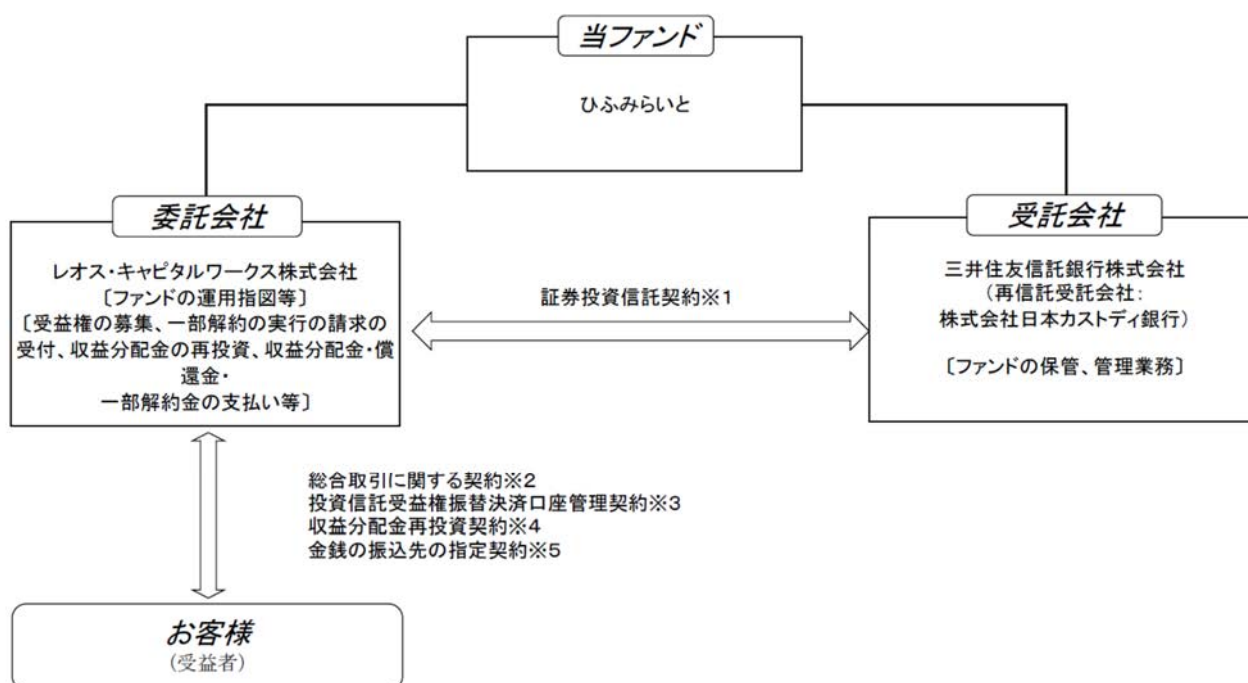 当ファンド
ひふみらいと
委託会社
レオス・キャピタルワークス株式会社
〔ファンドの運用指図等〕
〔受益権の募集、一部解約の実行の請求の
受付、収益分配金の再投資、収益分配金・償
還金・
一部解約金の支払い等〕
証券投資信託契約※1
受託会社
三井住友信託銀行株式会社
(再信託受託会社:
株式会社日本カストディ銀行)
〔ファンドの保管、管理業務〕
総合取引に関する契約※2
投資信託受益権振替決済口座管理契約※3
収益分配金再投資契約※4
金銭の振込先の指定契約※5
お客様
(受益者)